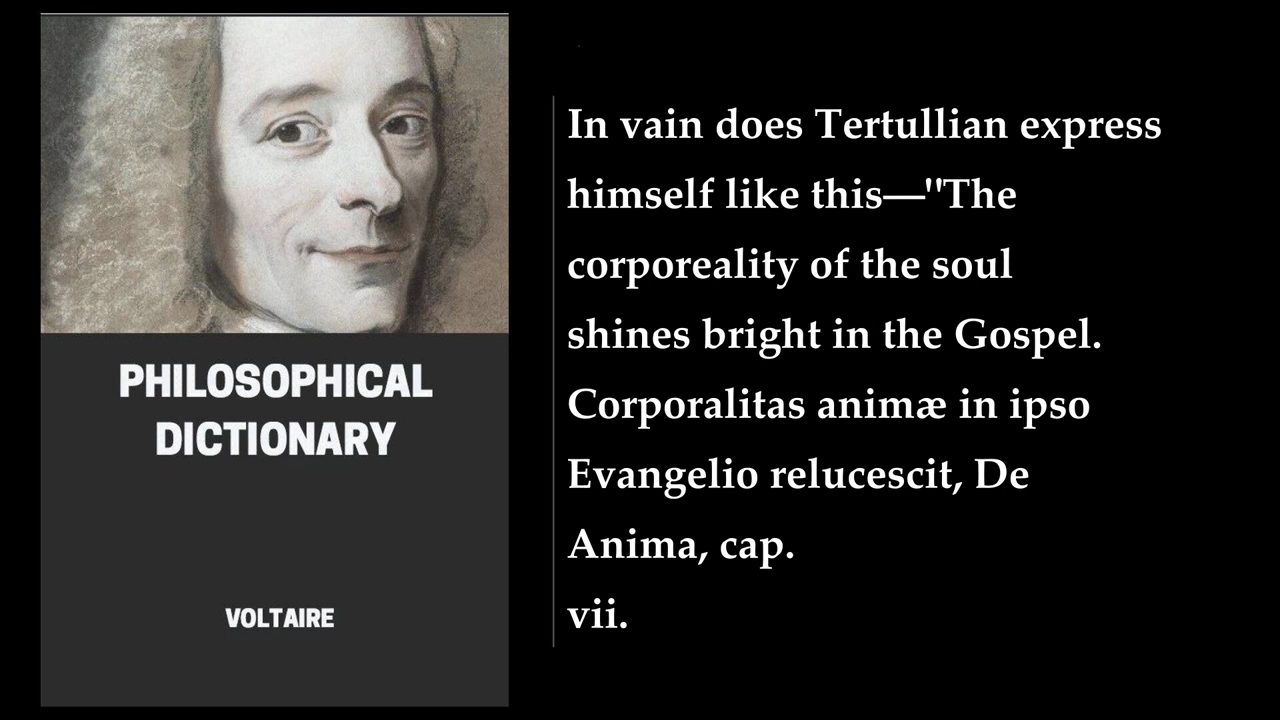 PHILOSOPHICAL
DICTIONARY
VOLTAIRE
In vain does Tertullian express
himself like this—"The
corporeality of the soul
shines bright in the Gospel.
Corporalitas animæ in ipso
Evangelio relucescit, De
Anima, cap.
vii.